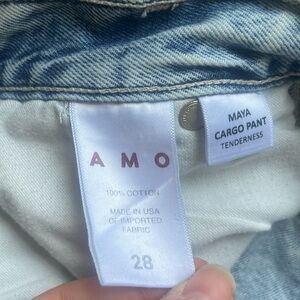 AMO
100% COTTON
MADE IN USA
OF IMPORTED
FABRIC
28
MAYA
CARGO PANT
TENDERNESS